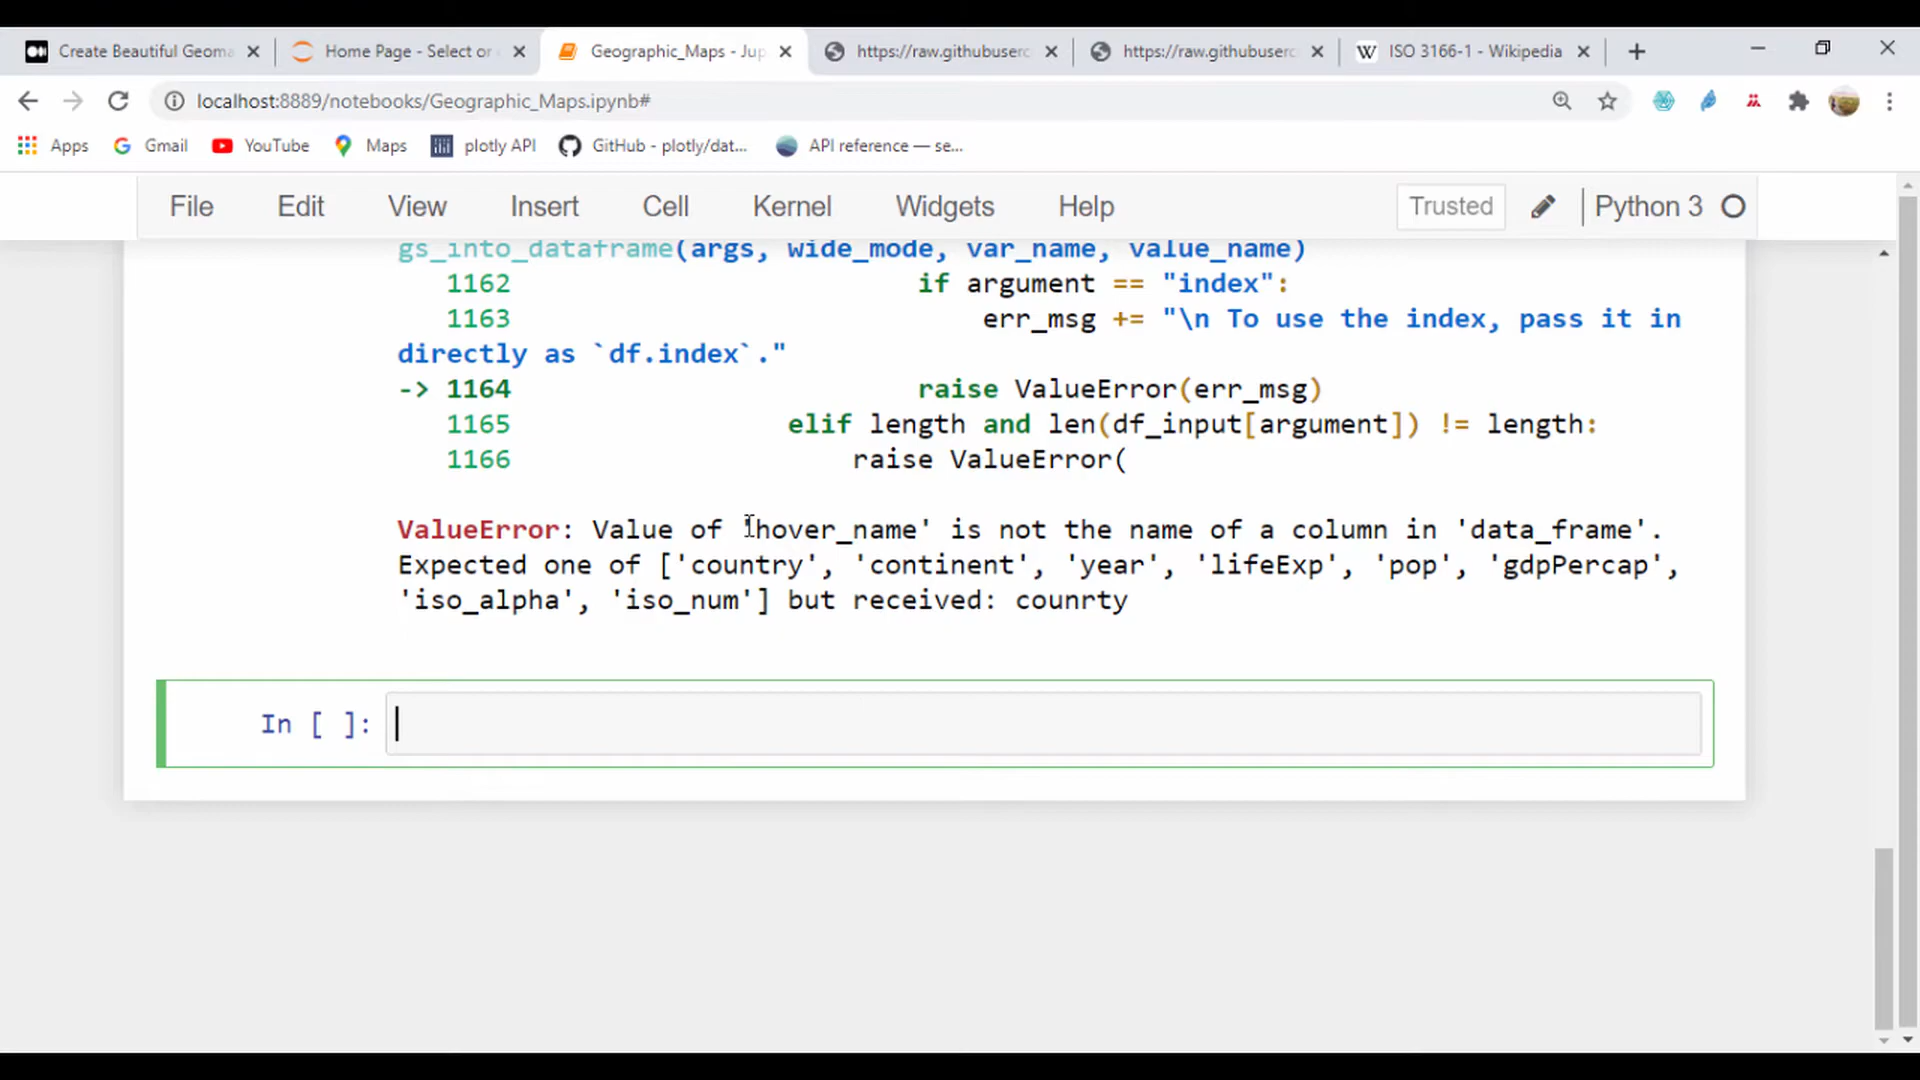 Create Beautiful Geoma
Home Page - Select or
Geographic_Maps - Jup
https://raw.githubuserc
https://raw.githubuserc
W ISO 3166-1 - Wikipedia
localhost:8889/notebooks/Geographic_Maps.ipynb#
Apps
Gmail
YouTube
Maps
plotly API
GitHub - plotly/dat...
API reference — se...
File Edit View Insert Cell Kernel Widgets Help
Trusted
Python 3
gs_into_dataframe(args, wide_mode, var_name, value_name)
1162 if argument == "index":
1163 err_msg += "\n To use the index, pass it in
directly as `df.index`."
-> 1164 raise ValueError(err_msg)
1165 elif length and len(df_input[argument]) != length:
1166 raise ValueError(
ValueError: Value of 'hover_name' is not the name of a column in 'data_frame'.
Expected one of ['country', 'continent', 'year', 'lifeExp', 'pop', 'gdpPercap',
'iso_alpha', 'iso_num'] but received: counrty
In [ ]: